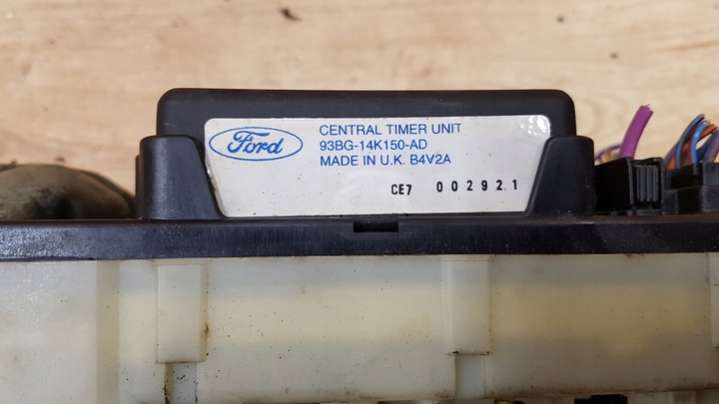 Ford
CENTRAL TIMER UNIT
93BG-14K150-AD
MADE IN U.K. B4V2A
CE7 002921